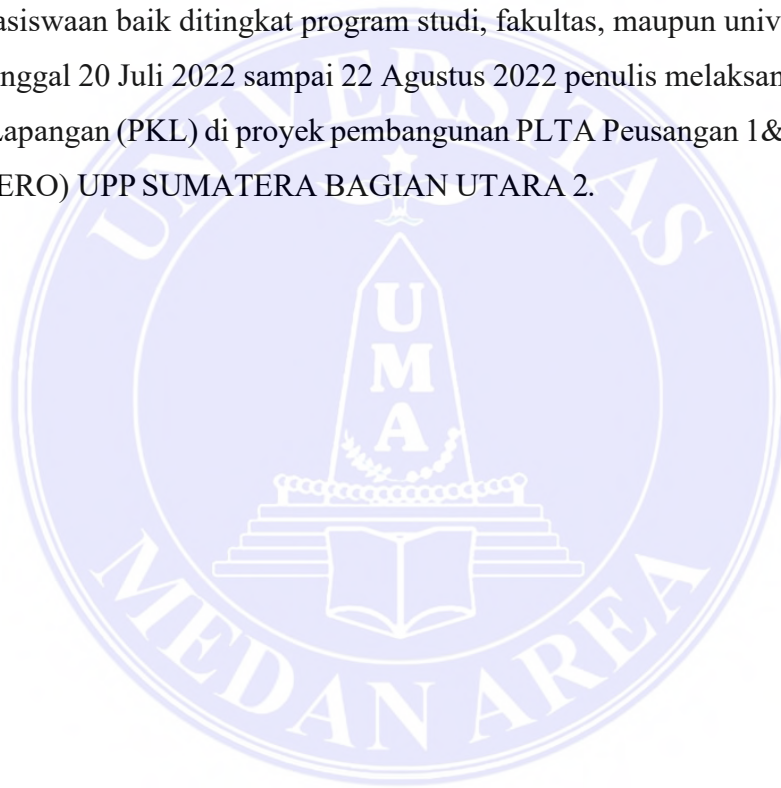 asiswaan baik ditingkat program studi, fakultas, maupun univ
nggal 20 Juli 2022 sampai 22 Agustus 2022 penulis melaksan
Lapangan (PKL) di proyek pembangunan PLTA Peusangan 1&
ERO) UPP SUMATERA BAGIAN UTARA 2.
UNIVERSITAS
U
M
A
MEDAN AREA